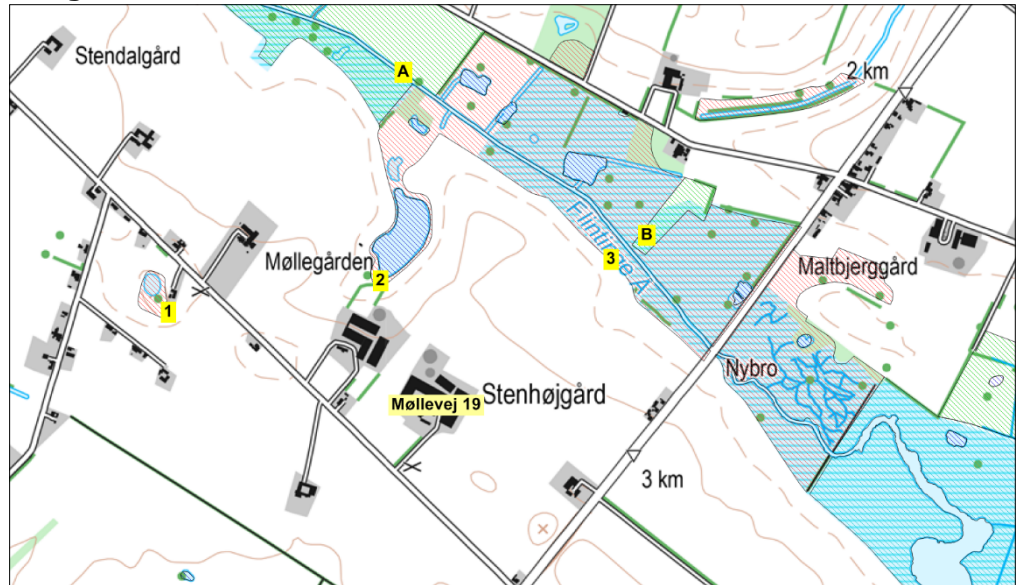 Stendalgård
A
2 km
Flintinge Å
B
3
Møllegården
2
Maltbjerggård
1
Nybro
Stenhøjgård
Møllevej 19
3 km